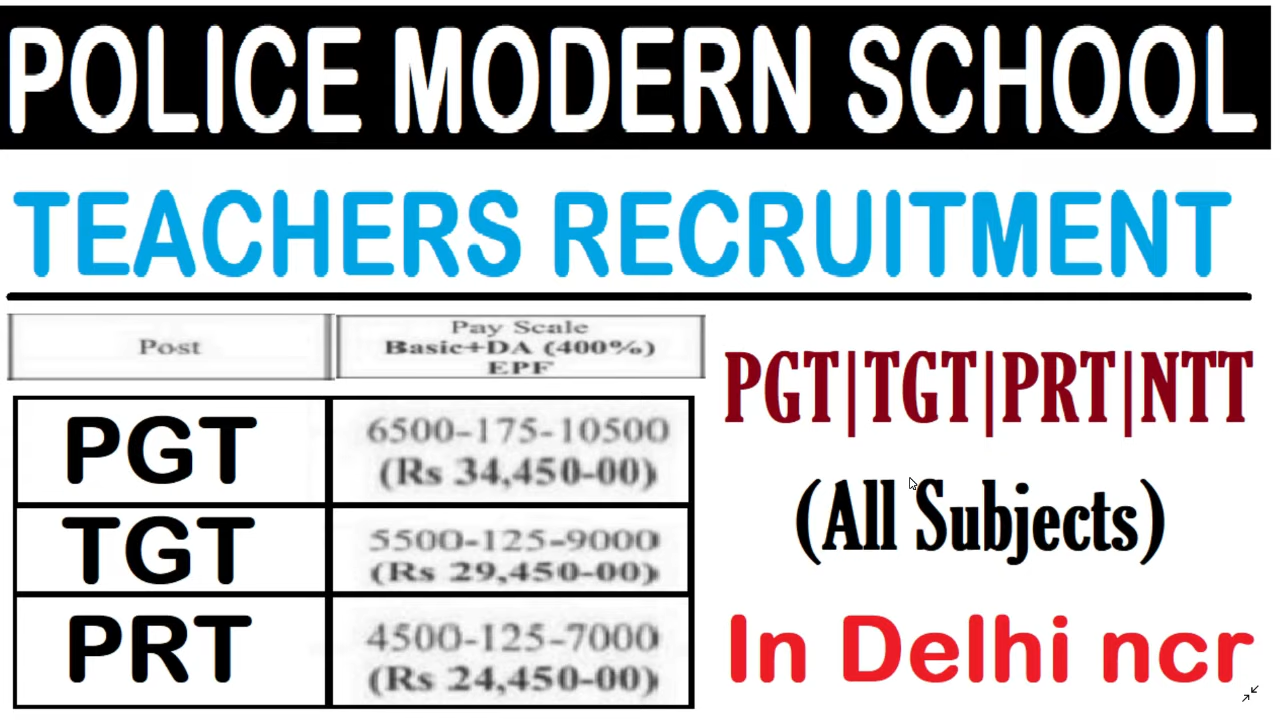 POLICE MODERN SCHOOL
TEACHERS RECRUITMENT
Post
Pay Scale
Basic+DA (400%)
EPF
PGT
6500-175-10500
(Rs 34,450-00)
TGT
5500-125-9000
(Rs 29,450-00)
PRT
4500-125-7000
(Rs 24,450-00)
PGT|TGT|PRT|NTT
(All Subjects)
In Delhi ncr